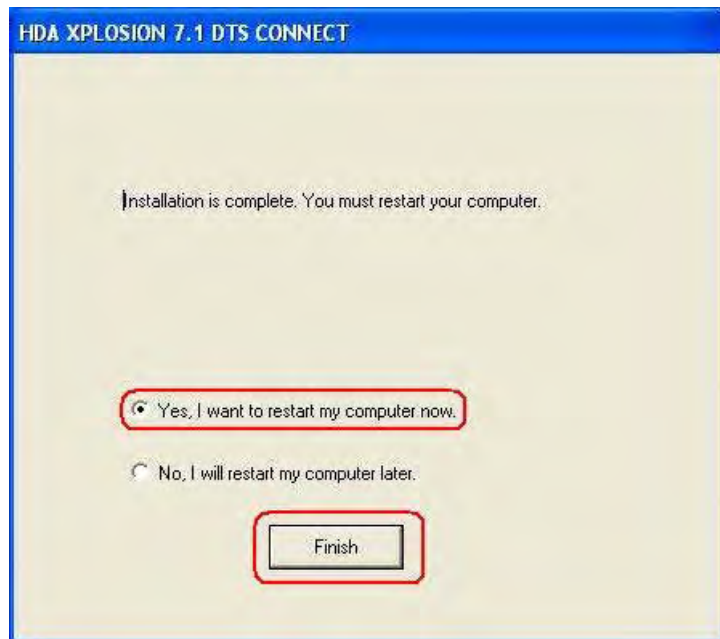 HDA XPLOSION 7.1 DTS CONNECT
Installation is complete. You must restart your computer.
Yes, I want to restart my computer now.
No, I will restart my computer later.
Finish